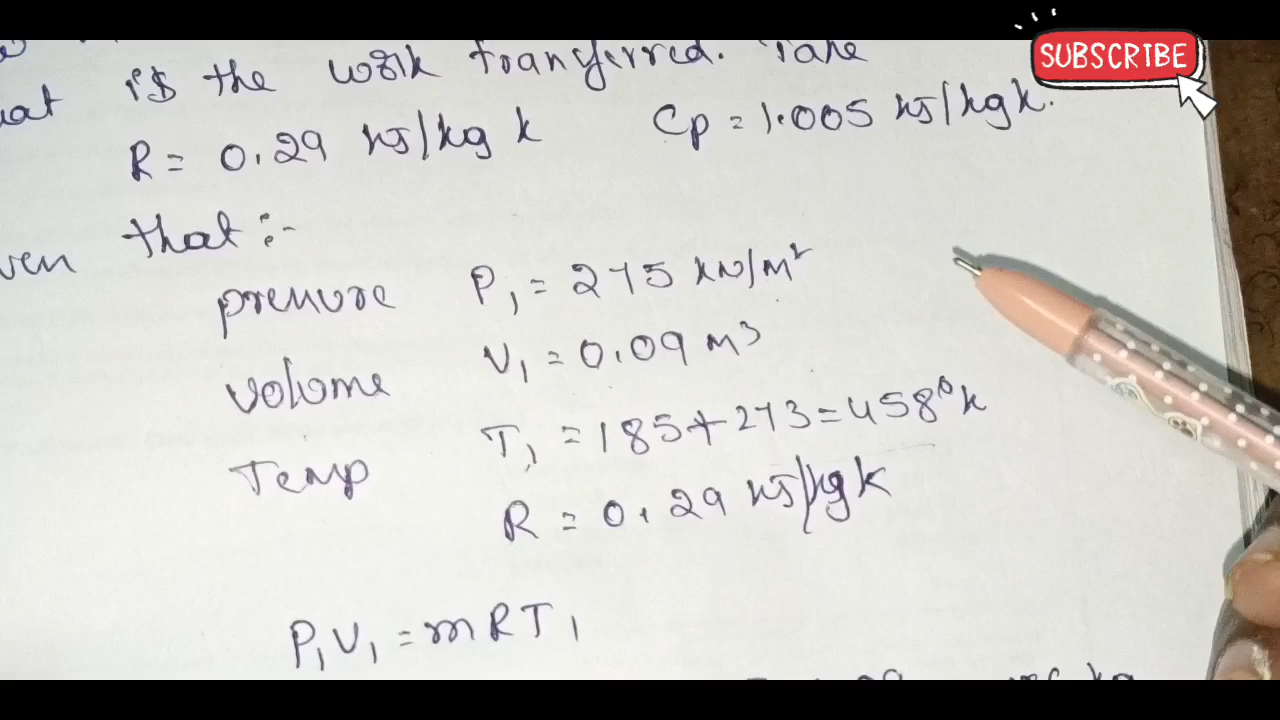 SUBSCRIBE
is the work transferred. Take
R = 0.29 kJ/kg k Cp = 1.005 kJ/kg k.
that :-
pressure P₁ = 275 kN/m²
volume V₁ = 0.09 m³
Temp T₁ = 185+273 = 458°k
R = 0.29 kJ/kg k
P₁V₁ = mRT₁